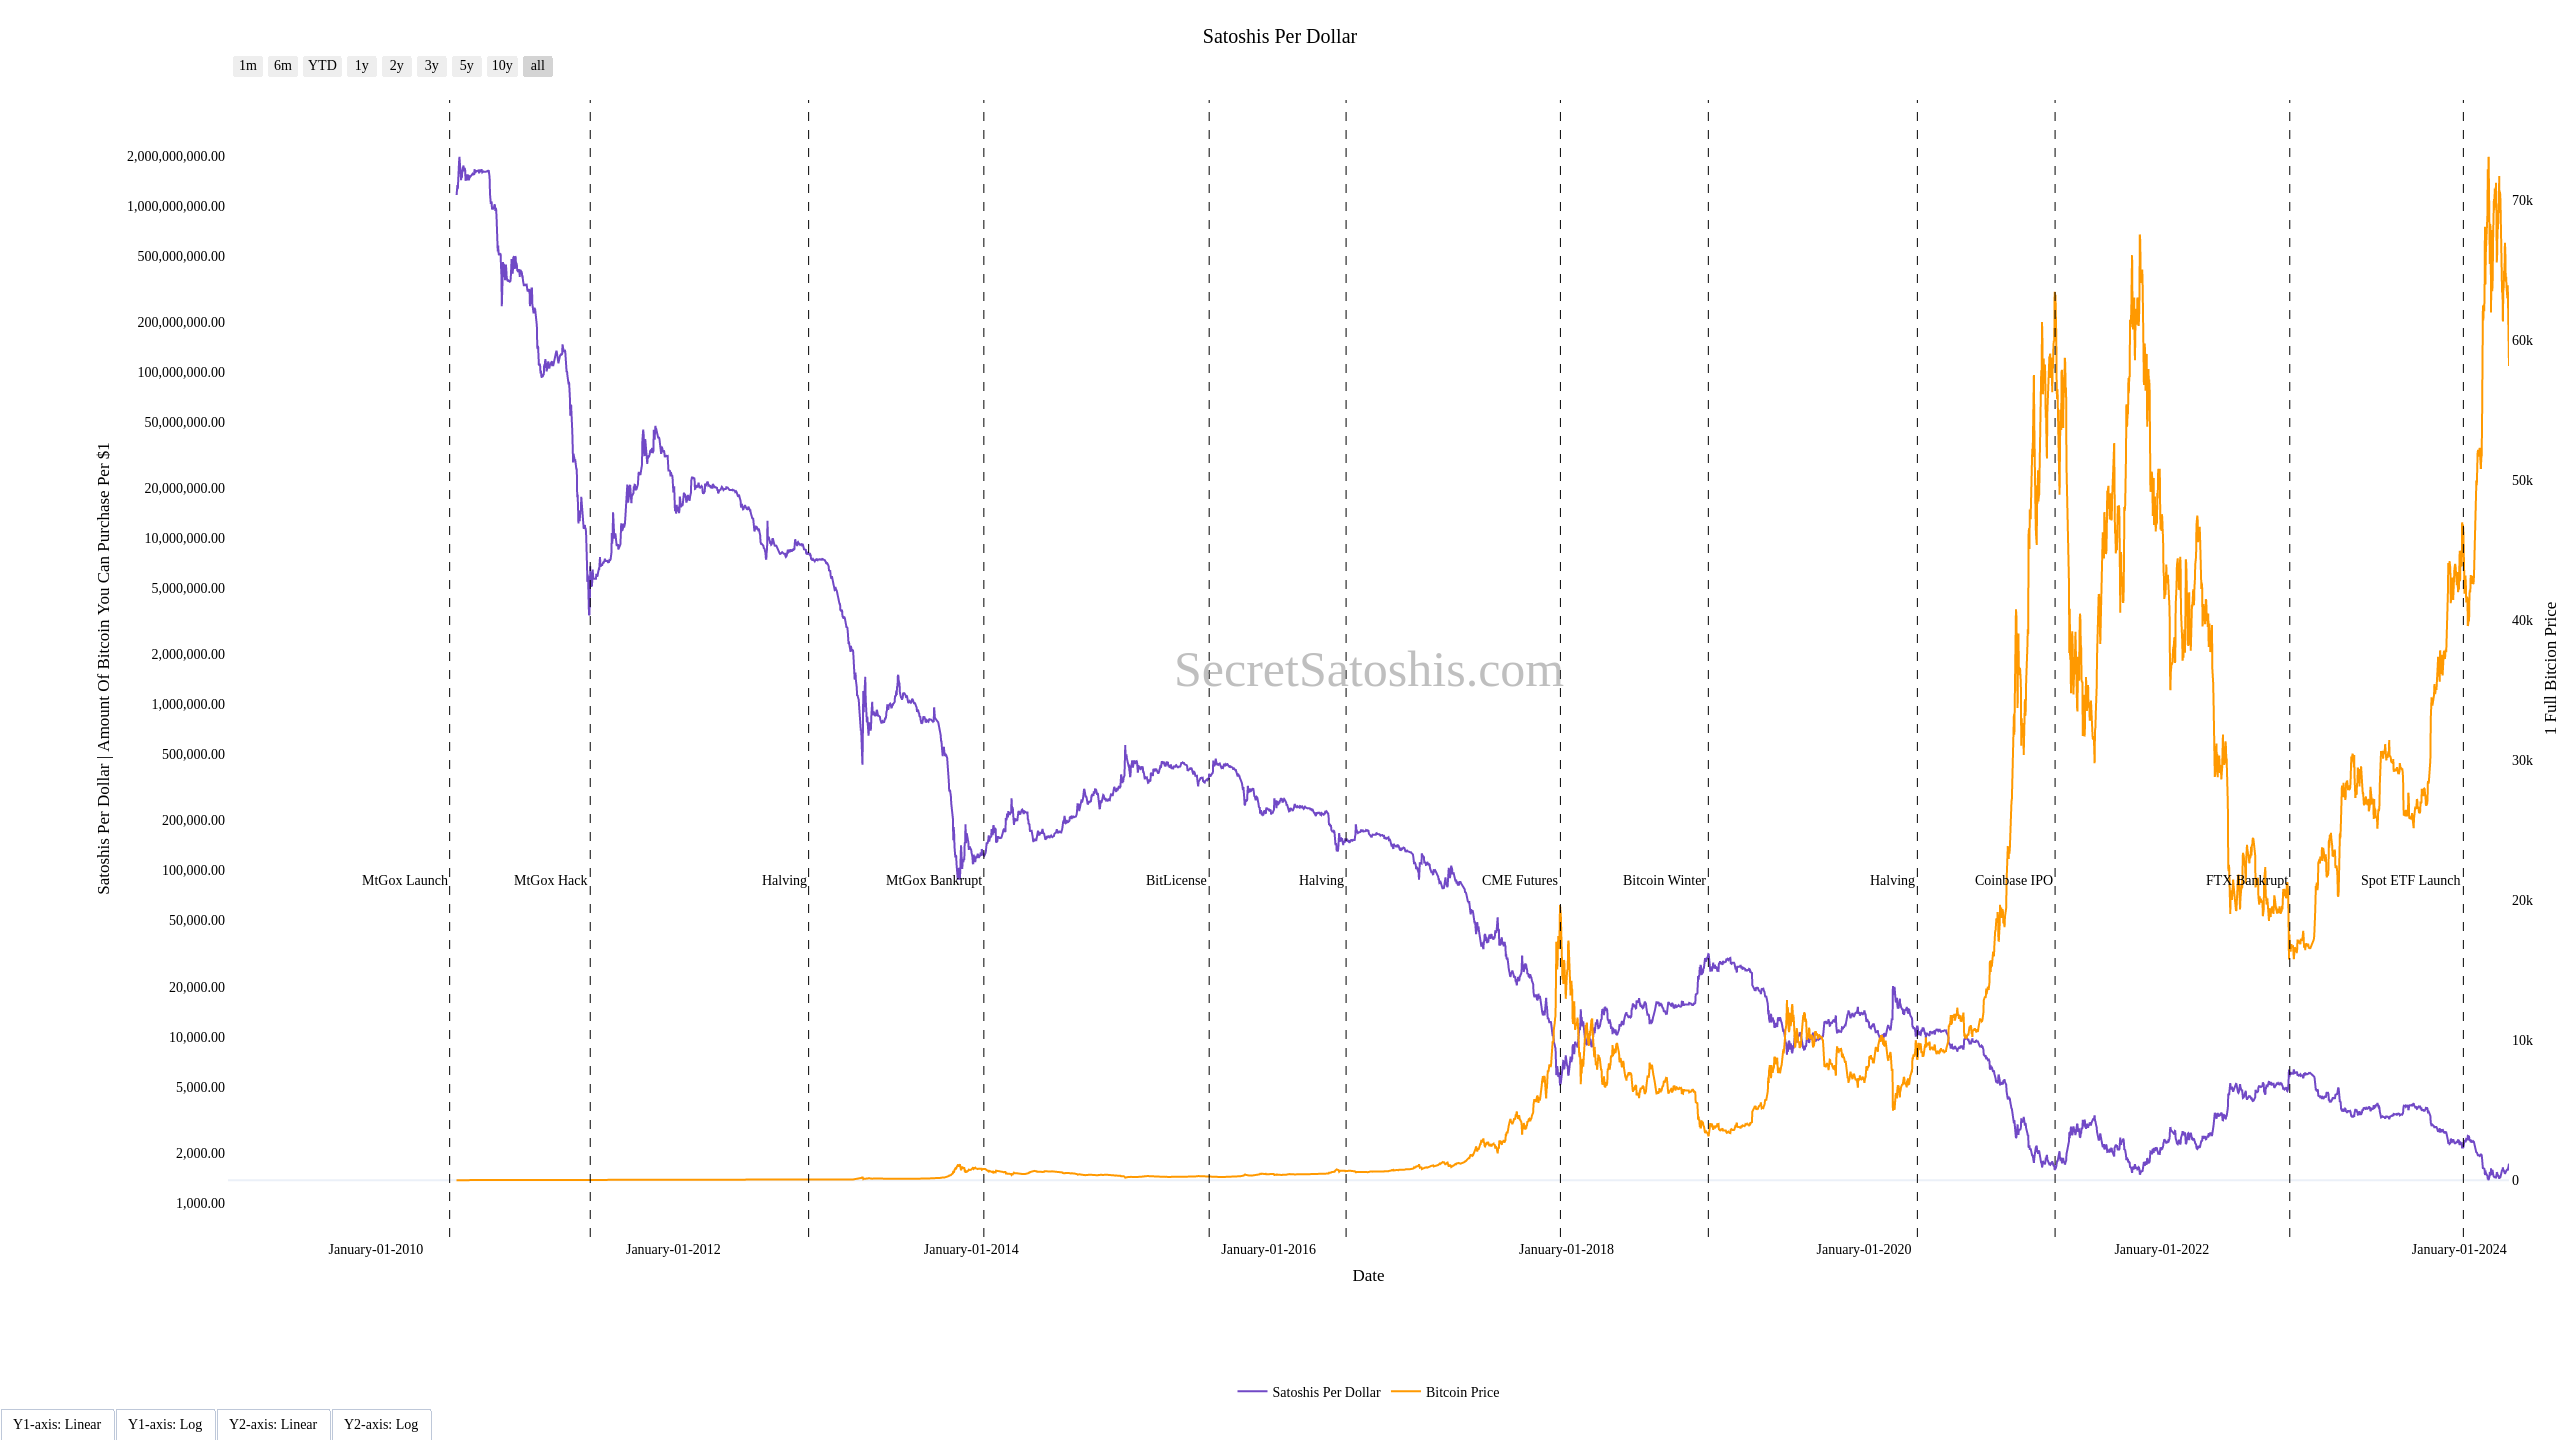 Satoshis Per Dollar
1m 6m YTD 1y 2y 3y 5y 10y all
Satoshis Per Dollar | Amount Of Bitcoin You Can Purchase Per $1
2,000,000,000.00
1,000,000,000.00
500,000,000.00
200,000,000.00
100,000,000.00
50,000,000.00
20,000,000.00
10,000,000.00
5,000,000.00
2,000,000.00
1,000,000.00
500,000.00
200,000.00
100,000.00
50,000.00
20,000.00
10,000.00
5,000.00
2,000.00
1,000.00
SecretSatoshis.com
MtGox Launch MtGox Hack Halving MtGox Bankrupt BitLicense Halving CME Futures Bitcoin Winter Halving Coinbase IPO FTX Bankrupt Spot ETF Launch
70k
60k
50k
40k
30k
20k
10k
0
1 Full Bitcion Price
January-01-2010 January-01-2012 January-01-2014 January-01-2016 January-01-2018 January-01-2020 January-01-2022 January-01-2024
Date
Satoshis Per Dollar Bitcoin Price
Y1-axis: Linear Y1-axis: Log Y2-axis: Linear Y2-axis: Log